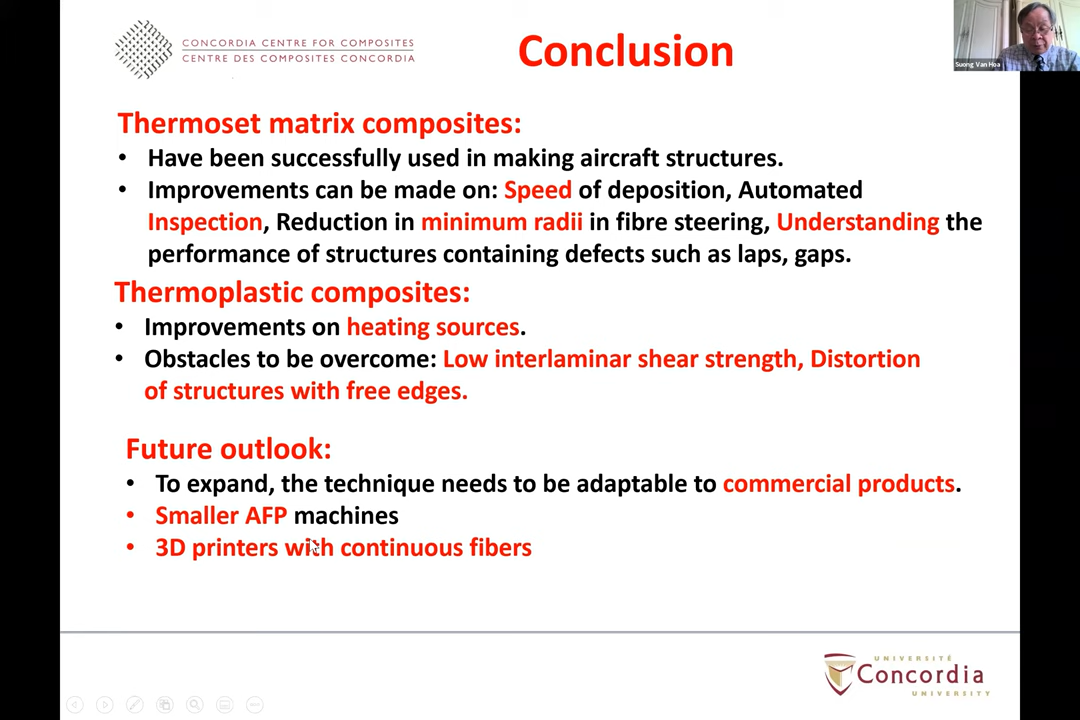 CONCORDIA CENTRE FOR COMPOSITES
CENTRE DES COMPOSITES CONCORDIA
Conclusion
Suong Van Hoa
Thermoset matrix composites:
• Have been successfully used in making aircraft structures.
• Improvements can be made on: Speed of deposition, Automated
Inspection, Reduction in minimum radii in fibre steering, Understanding the
performance of structures containing defects such as laps, gaps.
Thermoplastic composites:
• Improvements on heating sources.
• Obstacles to be overcome: Low interlaminar shear strength, Distortion
of structures with free edges.
Future outlook:
• To expand, the technique needs to be adaptable to commercial products.
• Smaller AFP machines
• 3D printers with continuous fibers
UNIVERSITÉ
Concordia
UNIVERSITY